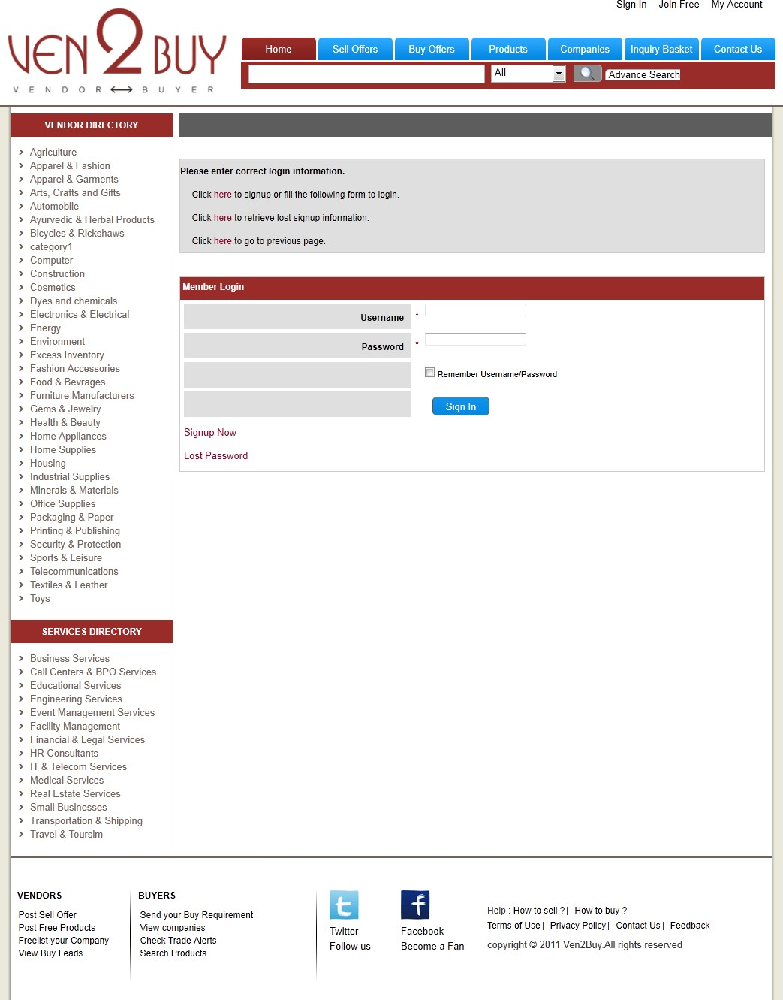 Sign In Join Free My Account
VEN2BUY
VENDOR BUYER
Home Sell Offers Buy Offers Products Companies Inquiry Basket Contact Us
All Advance Search
VENDOR DIRECTORY
Agriculture
Apparel & Fashion
Apparel & Garments
Arts, Crafts and Gifts
Automobile
Ayurvedic & Herbal Products
Bicycles & Rickshaws
category1
Computer
Construction
Cosmetics
Dyes and chemicals
Electronics & Electrical
Energy
Environment
Excess Inventory
Fashion Accessories
Food & Bevrages
Furniture Manufacturers
Gems & Jewelry
Health & Beauty
Home Appliances
Home Supplies
Housing
Industrial Supplies
Minerals & Materials
Office Supplies
Packaging & Paper
Printing & Publishing
Security & Protection
Sports & Leisure
Telecommunications
Textiles & Leather
Toys
SERVICES DIRECTORY
Business Services
Call Centers & BPO Services
Educational Services
Engineering Services
Event Management Services
Facility Management
Financial & Legal Services
HR Consultants
IT & Telecom Services
Medical Services
Real Estate Services
Small Businesses
Transportation & Shipping
Travel & Toursim
Please enter correct login information.
Click here to signup or fill the following form to login.
Click here to retrieve lost signup information.
Click here to go to previous page.
Member Login
Username *
Password *
Remember Username/Password
Sign In
Signup Now
Lost Password
VENDORS
Post Sell Offer
Post Free Products
Freelist your Company
View Buy Leads
BUYERS
Send your Buy Requirement
View companies
Check Trade Alerts
Search Products
Twitter
Follow us
Facebook
Become a Fan
Help : How to sell ? | How to buy ?
Terms of Use | Privacy Policy | Contact Us | Feedback
copyright © 2011 Ven2Buy.All rights reserved